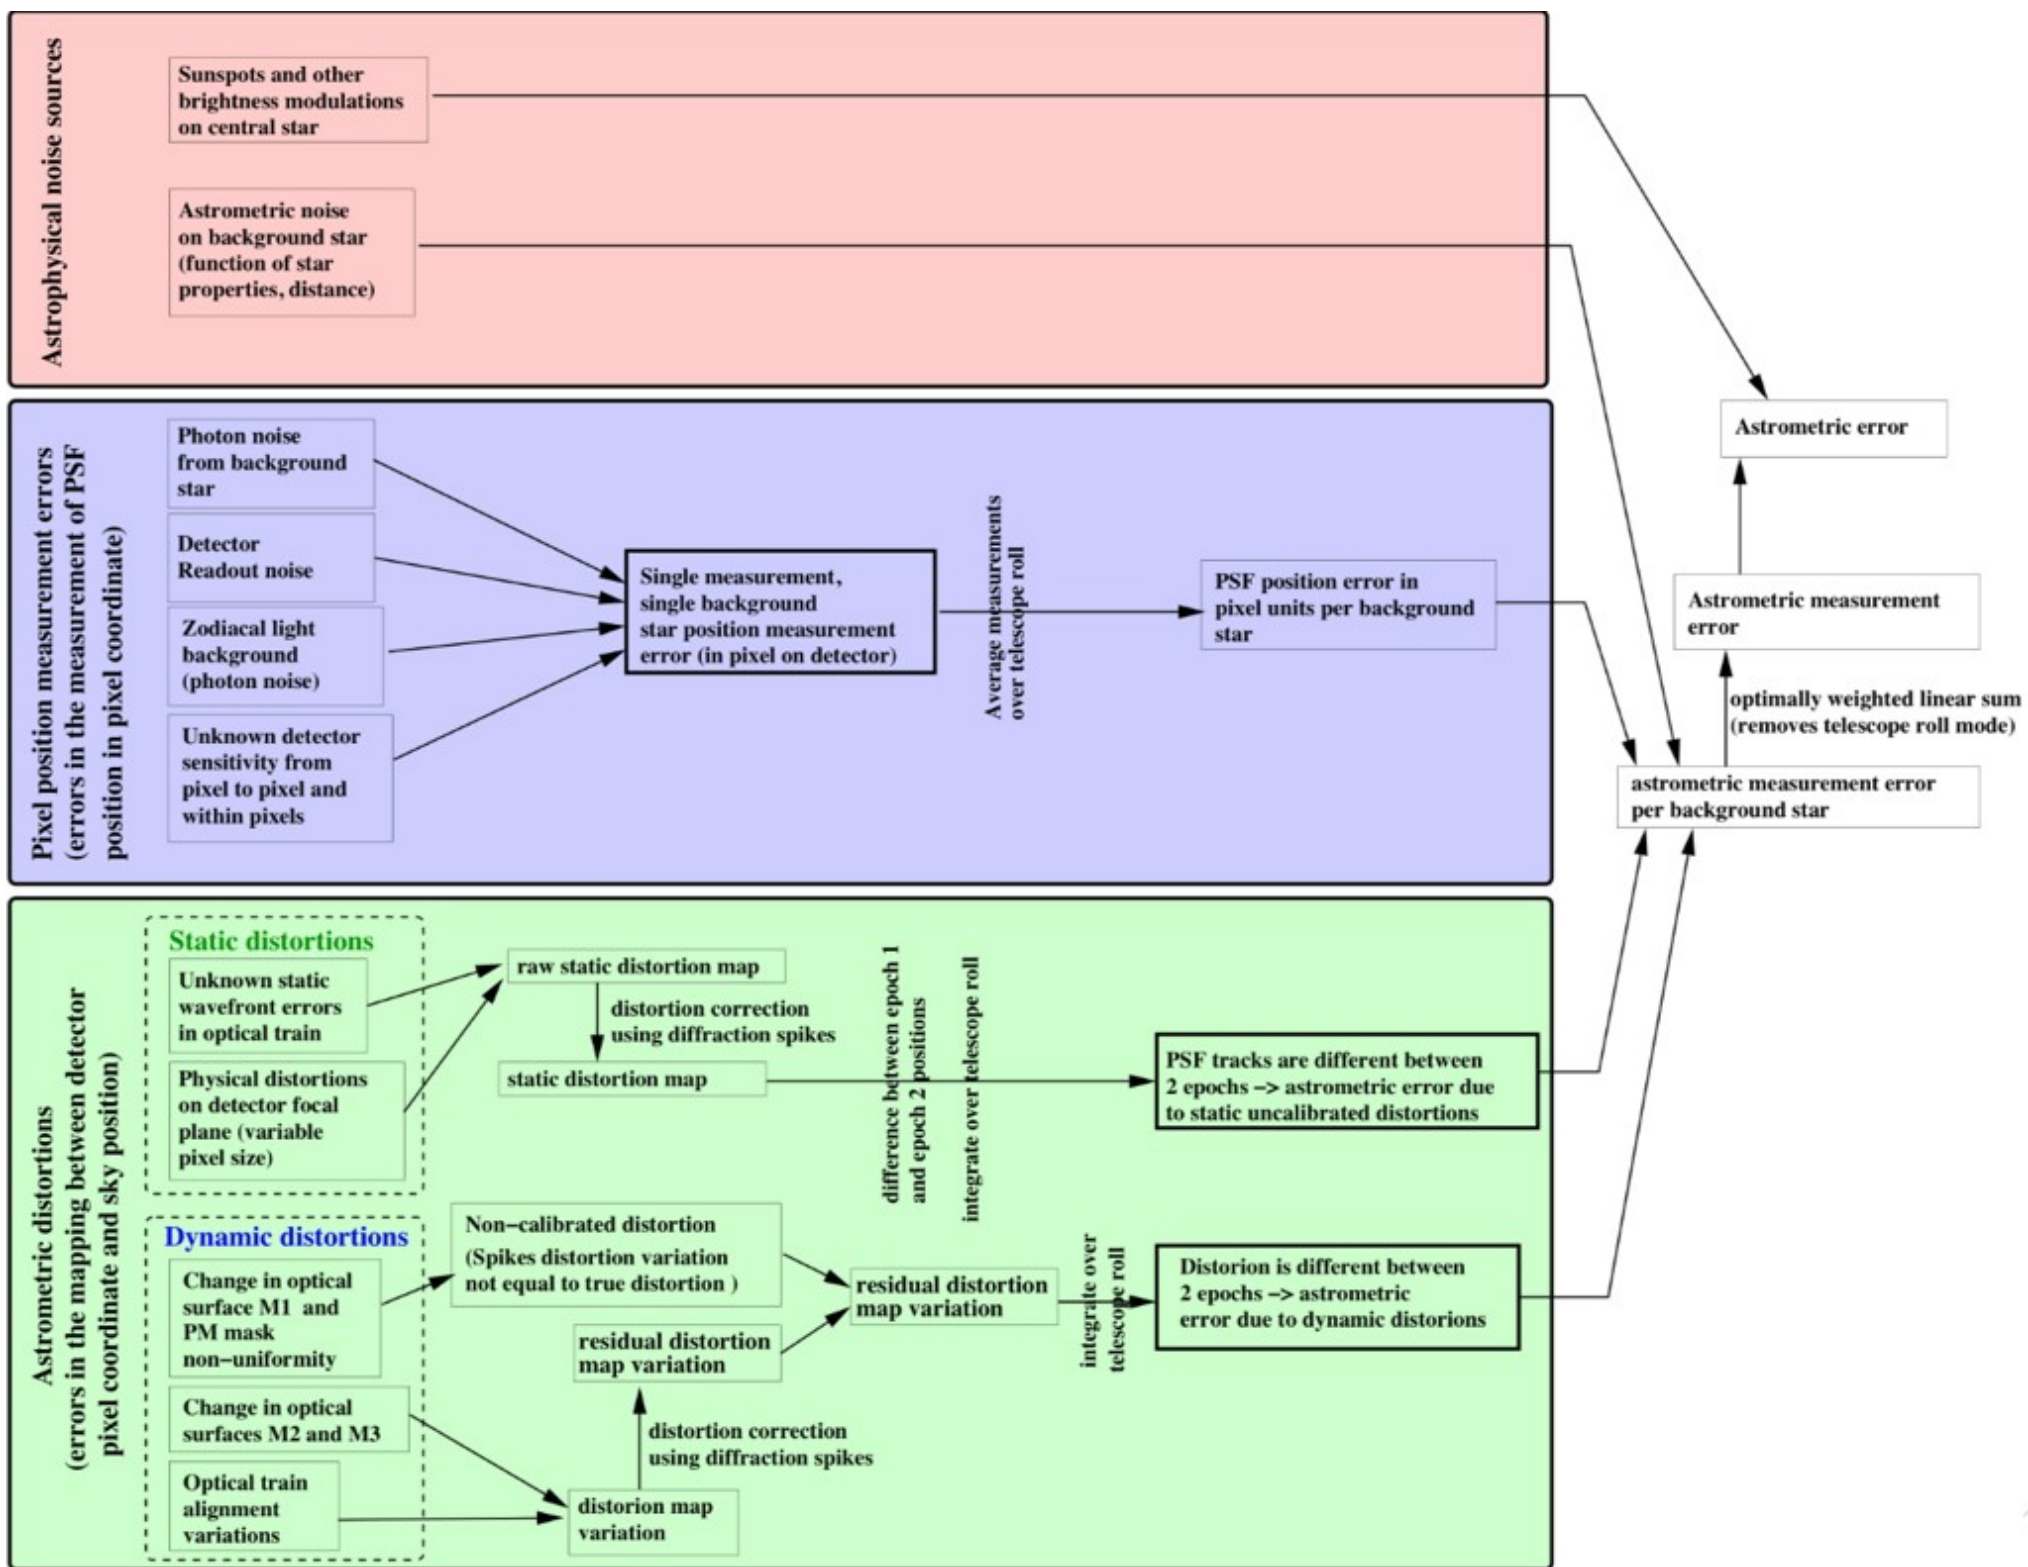 Astrophysical noise sources
Sunspots and other
brightness modulations
on central star
Astrometric noise
on background star
(function of star
properties, distance)
Pixel position measurement errors
(errors in the measurement of PSF
position in pixel coordinate)
Photon noise
from background
star
Detector
Readout noise
Zodiacal light
background
(photon noise)
Unknown detector
sensitivity from
pixel to pixel and
within pixels
Single measurement,
single background
star position measurement
error (in pixel on detector)
Average measurements
over telescope roll
PSF position error in
pixel units per background
star
Astrometric error
Astrometric measurement
error
optimally weighted linear sum
(removes telescope roll mode)
astrometric measurement error
per background star
Astrometric distortions
(errors in the mapping between detector
pixel coordinate and sky position)
Static distortions
Unknown static
wavefront errors
in optical train
Physical distortions
on detector focal
plane (variable
pixel size)
raw static distortion map
distortion correction
using diffraction spikes
static distortion map
difference between epoch 1
and epoch 2 positions
integrate over telescope roll
PSF tracks are different between
2 epochs −> astrometric error due
to static uncalibrated distortions
Dynamic distortions
Change in optical
surface M1 and
PM mask
non−uniformity
Change in optical
surfaces M2 and M3
Optical train
alignment
variations
Non−calibrated distortion
(Spikes distortion variation
not equal to true distortion )
residual distortion
map variation
distortion correction
using diffraction spikes
distorion map
variation
residual distortion
map variation
integrate over
telescope roll
Distorion is different between
2 epochs −> astrometric
error due to dynamic distorions